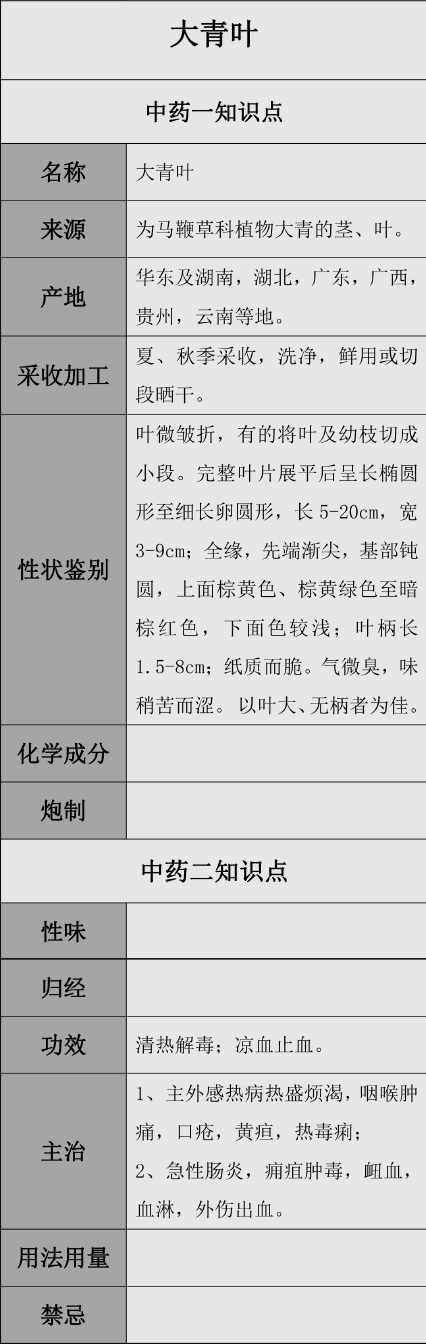 大青叶
中药一知识点
名称
大青叶
来源
为马鞭草科植物大青的茎、叶。
产地
华东及湖南，湖北，广东，广西，
贵州，云南等地。
采收加工
夏、秋季采收，洗净，鲜用或切
段晒干。
性状鉴别
叶微皱折，有的将叶及幼枝切成
小段。完整叶片展平后呈长椭圆
形至细长卵圆形，长5-20cm，宽
3-9cm；全缘，先端渐尖，基部钝
圆，上面棕黄色、棕黄绿色至暗
棕红色，下面色较浅；叶柄长
1.5-8cm；纸质而脆。气微臭，味
稍苦而涩。 以叶大、无柄者为佳。
化学成分
炮制
中药二知识点
性味
归经
功效
清热解毒；凉血止血。
主治
1、主外感热病热盛烦渴，咽喉肿
痛，口疮，黄疸，热毒痢；
2、急性肠炎，痈疽肿毒，衄血，
血淋，外伤出血。
用法用量
禁忌